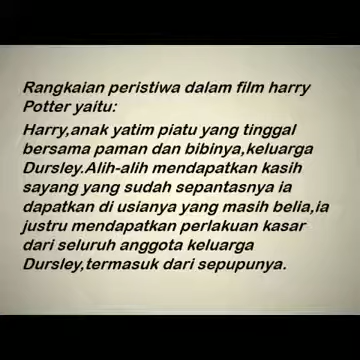 Rangkaian peristiwa dalam film harry
Potter yaitu:
Harry,anak yatim piatu yang tinggal
bersama paman dan bibinya,keluarga
Dursley.Alih-alih mendapatkan kasih
sayang yang sudah sepantasnya ia
dapatkan di usianya yang masih belia,ia
justru mendapatkan perlakuan kasar
dari seluruh anggota keluarga
Dursley,termasuk dari sepupunya.